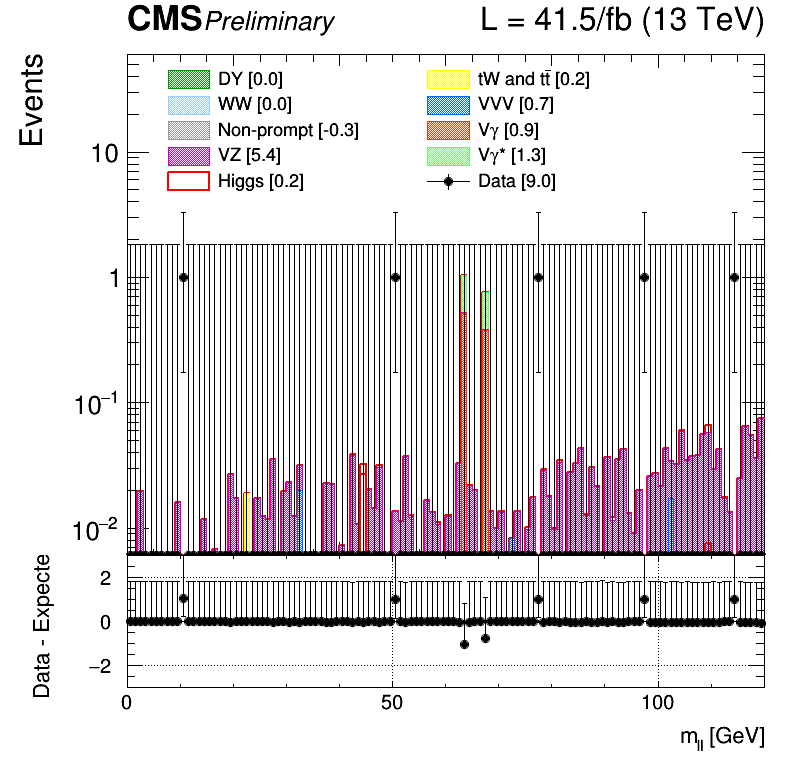 CMS Preliminary L = 41.5/fb (13 TeV)
Events
DY [0.0]
WW [0.0]
Non-prompt [-0.3]
VZ [5.4]
Higgs [0.2]
tW and tt̄ [0.2]
VVV [0.7]
Vγ [0.9]
Vγ* [1.3]
Data [9.0]
10
1
10⁻¹
10⁻²
Data - Expecte
2
0
−2
0 50 100
m_ll [GeV]